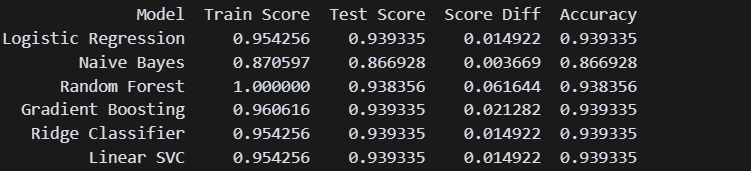 Model Train Score Test Score Score Diff Accuracy
Logistic Regression 0.954256 0.939335 0.014922 0.939335
Naive Bayes 0.870597 0.866928 0.003669 0.866928
Random Forest 1.000000 0.938356 0.061644 0.938356
Gradient Boosting 0.960616 0.939335 0.021282 0.939335
Ridge Classifier 0.954256 0.939335 0.014922 0.939335
Linear SVC 0.954256 0.939335 0.014922 0.939335